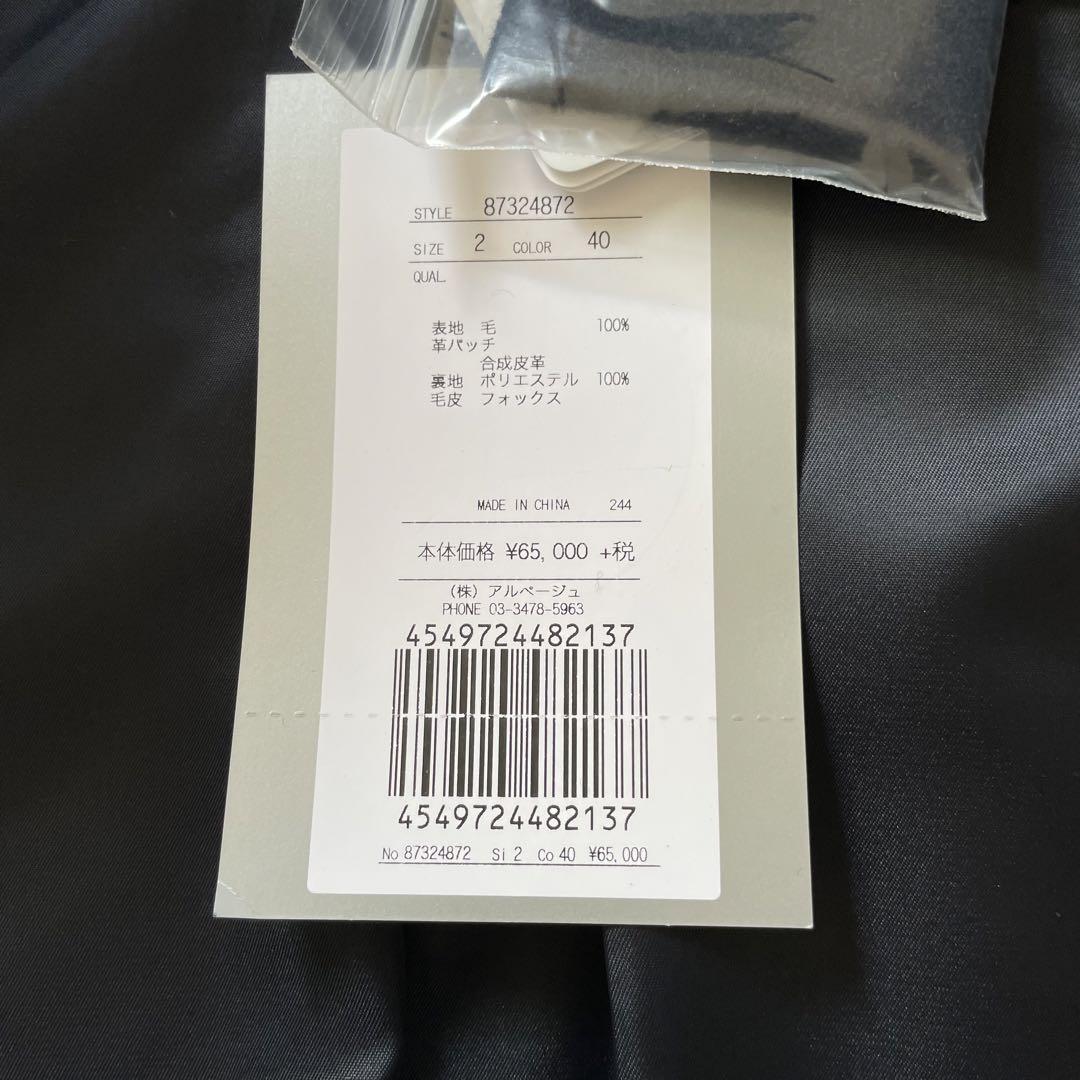 STYLE 87324872
SIZE 2 COLOR 40
QUAL.
表地 毛 100%
革パッチ
合成皮革
裏地 ポリエステル 100%
毛皮 フォックス
MADE IN CHINA 244
本体価格 ¥65,000 +税
(株) アルページュ
PHONE 03-3478-5963
4549724482137
4549724482137
No 87324872 Si 2 Co 40 ¥65,000